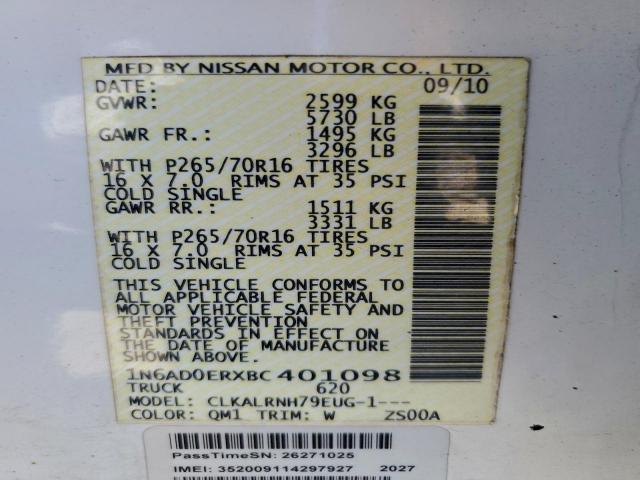 MFD BY NISSAN MOTOR CO., LTD.
DATE: 09/10
GVWR: 2599 KG
5730 LB
GAWR FR.: 1495 KG
3296 LB
WITH P265/70R16 TIRES
16 X 7.0 RIMS AT 35 PSI
COLD SINGLE
GAWR RR.: 1511 KG
3331 LB
WITH P265/70R16 TIRES
16 X 7.0 RIMS AT 35 PSI
COLD SINGLE
THIS VEHICLE CONFORMS TO
ALL APPLICABLE FEDERAL
MOTOR VEHICLE SAFETY AND
THEFT PREVENTION
STANDARDS IN EFFECT ON
THE DATE OF MANUFACTURE
SHOWN ABOVE.
1N6AD0ERXBC 401098
TRUCK 620
MODEL: CLKALRNH79EUG-1---
COLOR: QM1 TRIM: W ZS00A
PassTimeSN: 26271025
IMEI: 352009114297927 2027